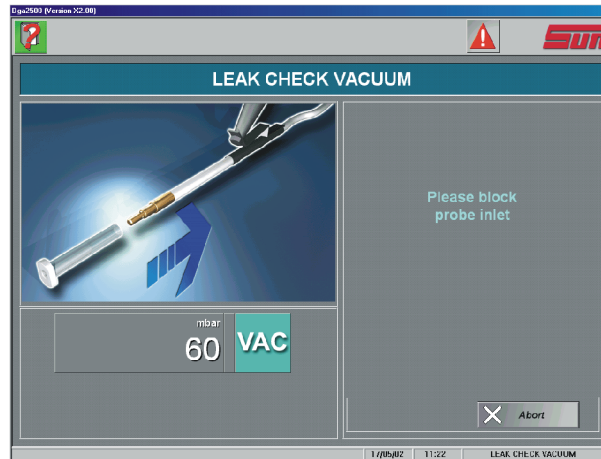 Dga2500 (Version X2.00)
Sun
LEAK CHECK VACUUM
Please block
probe inlet
mbar
60
VAC
Abort
17/05/02 11:22 LEAK CHECK VACUUM